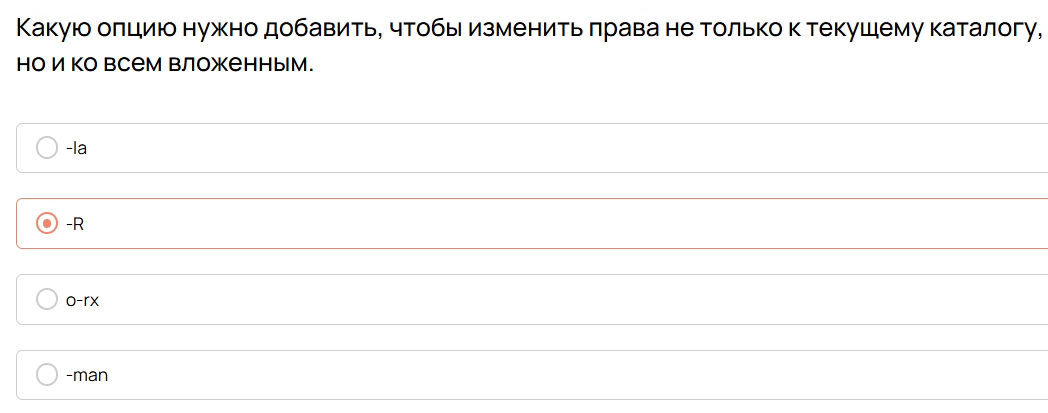 Какую опцию нужно добавить, чтобы изменить права не только к текущему каталогу,
но и ко всем вложенным.
-la
-R
o-rx
-man